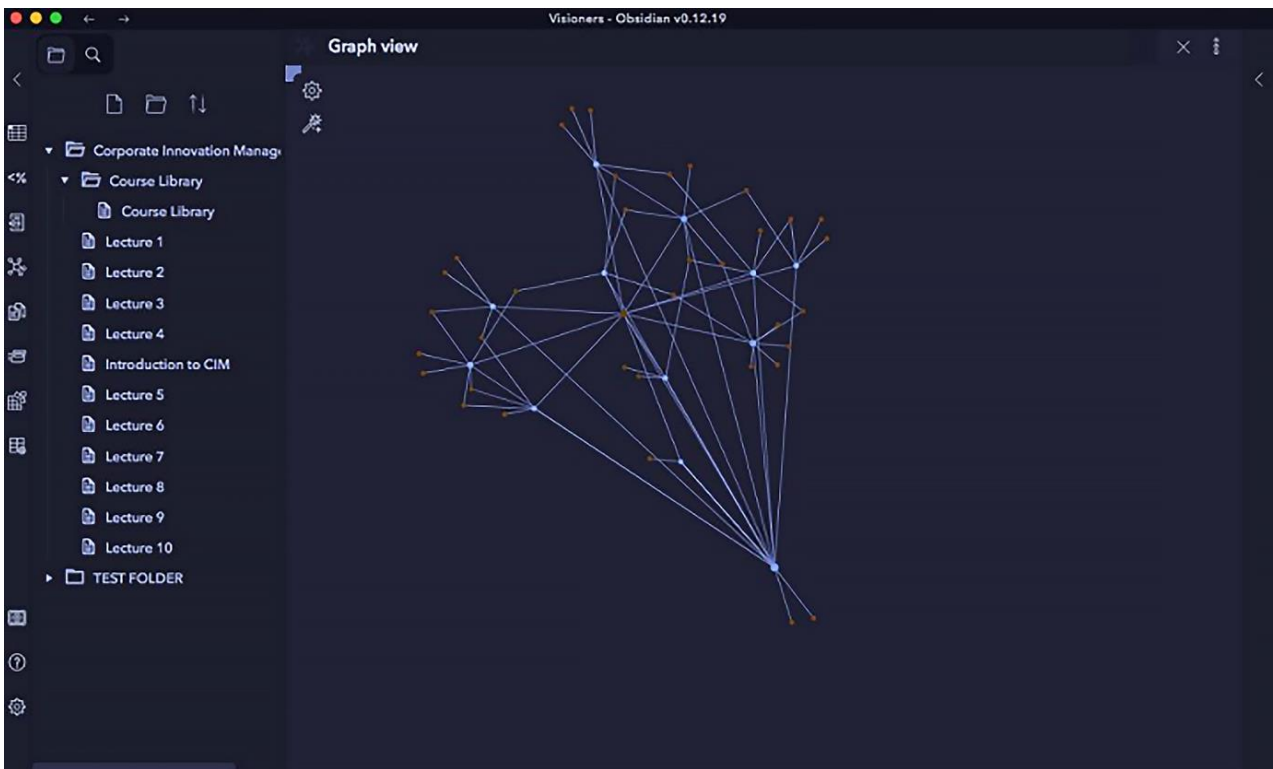 Visioners - Obsidian v0.12.19
Graph view
Corporate Innovation Manag
Course Library
Course Library
<%
Lecture 1
Lecture 2
Lecture 3
Lecture 4
Introduction to CIM
Lecture 5
Lecture 6
Lecture 7
Lecture 8
Lecture 9
Lecture 10
TEST FOLDER